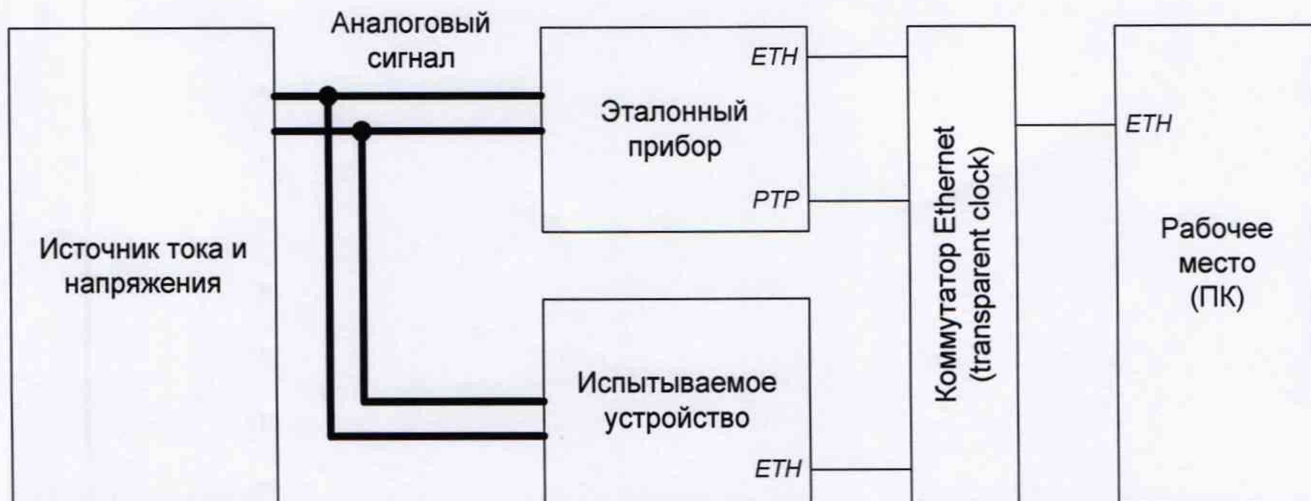 Аналоговый
сигнал
Источник тока и
напряжения
ETH
Эталонный
прибор
PTP
Испытываемое
устройство
ETH
Коммутатор Ethernet
(transparent clock)
ETH
Рабочее
место
(ПК)